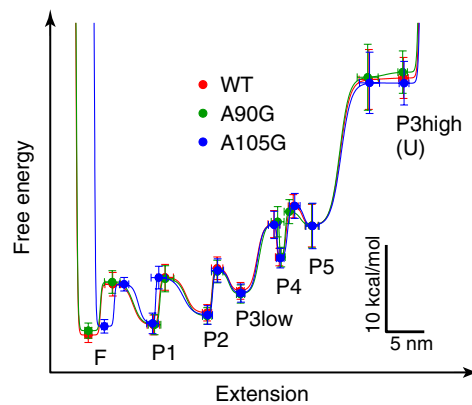 WT
A90G
A105G
Free energy
P3high
(U)
F
P1
P2
P3low
P4
P5
10 kcal/mol
5 nm
Extension